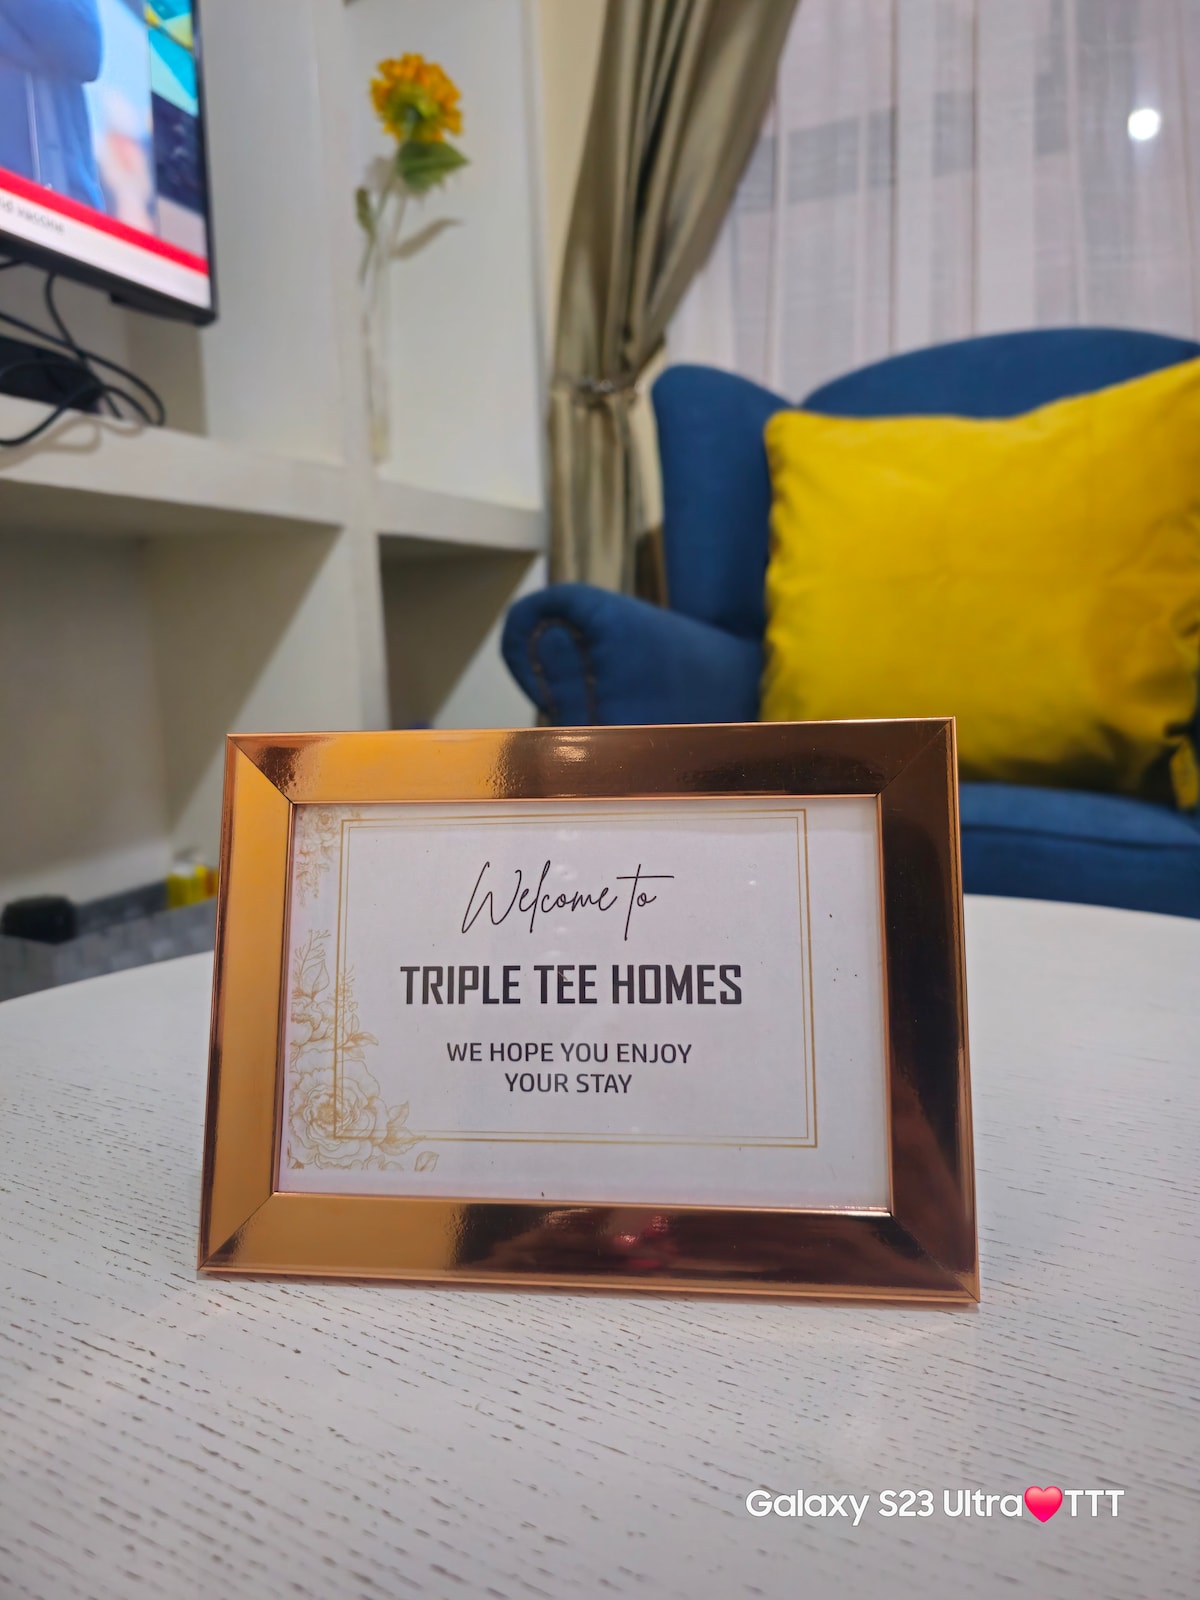 Welcome to
TRIPLE TEE HOMES
WE HOPE YOU ENJOY
YOUR STAY
Galaxy S23 Ultra❤️TTT